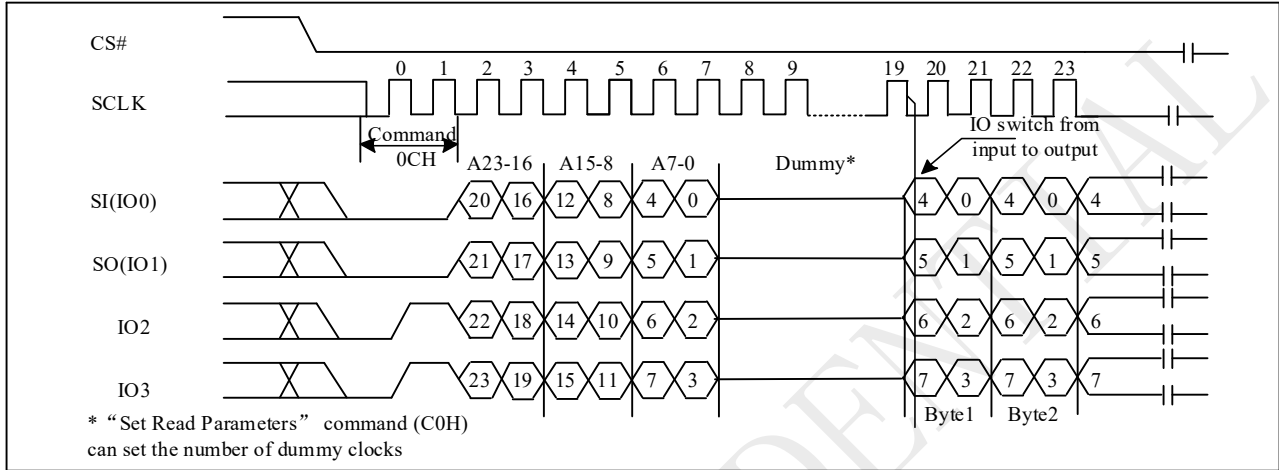 CS#
0 1 2 3 4 5 6 7 8 9 19 20 21 22 23
SCLK
Command
0CH
IO switch from
input to output
A23-16 A15-8 A7-0 Dummy*
SI(IO0) 20 16 12 8 4 0 4 0 4 0 4
SO(IO1) 21 17 13 9 5 1 5 1 5 1 5
IO2 22 18 14 10 6 2 6 2 6 2 6
IO3 23 19 15 11 7 3 7 3 7 3 7
Byte1 Byte2
* “Set Read Parameters” command (C0H)
can set the number of dummy clocks